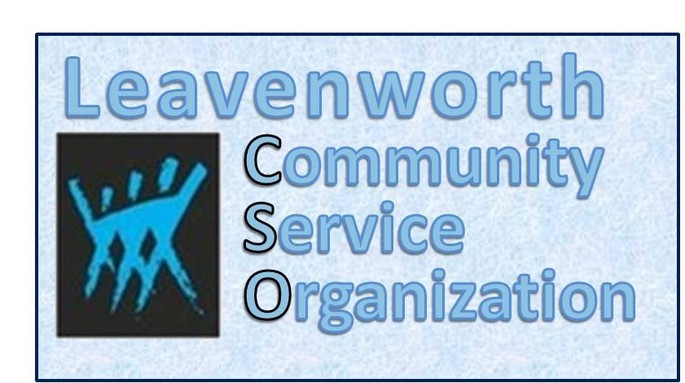 Leavenworth
Community
Service
Organization